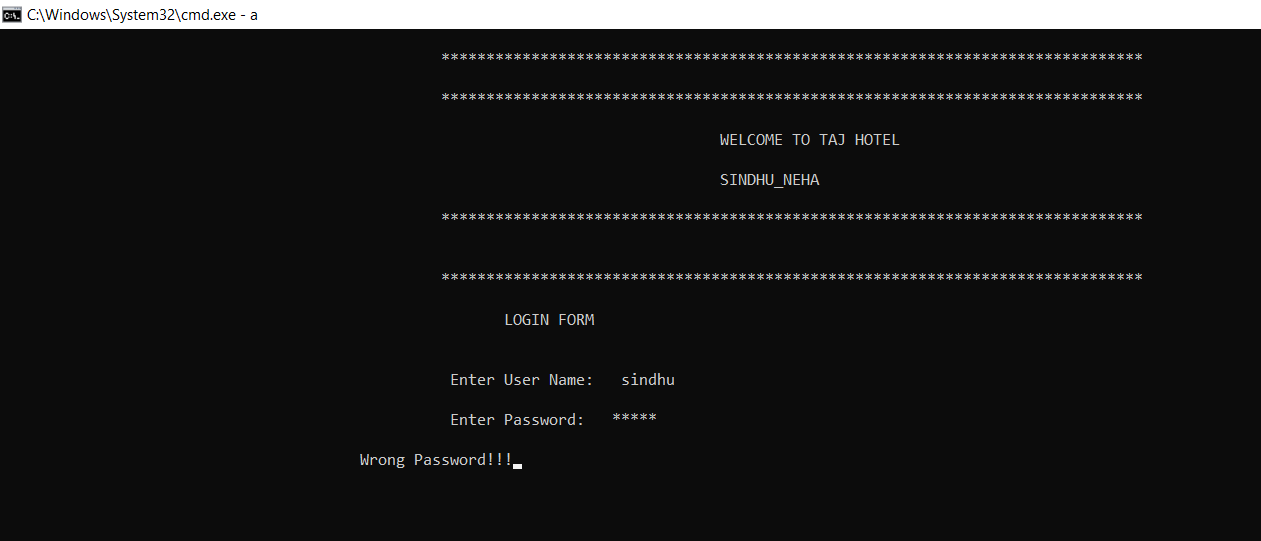 C:\Windows\System32\cmd.exe - a
******************************************************************************
******************************************************************************
WELCOME TO TAJ HOTEL
SINDHU_NEHA
******************************************************************************
******************************************************************************
LOGIN FORM
Enter User Name: sindhu
Enter Password: *****
Wrong Password!!!